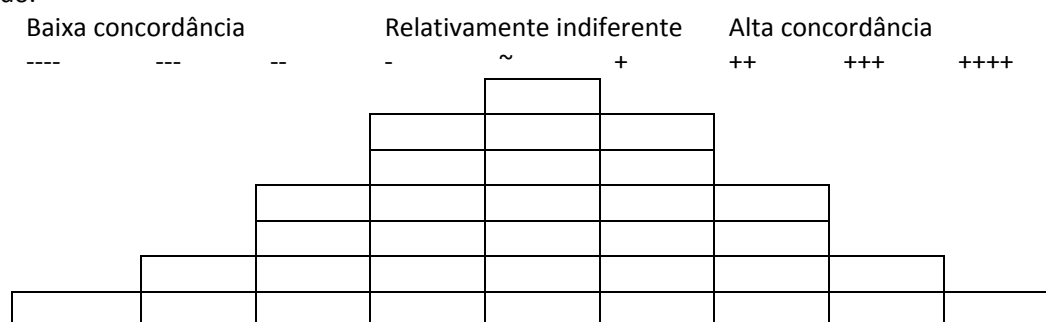 Baixa concordância Relativamente indiferente Alta concordância
---- --- -- - ~ + ++ +++ ++++